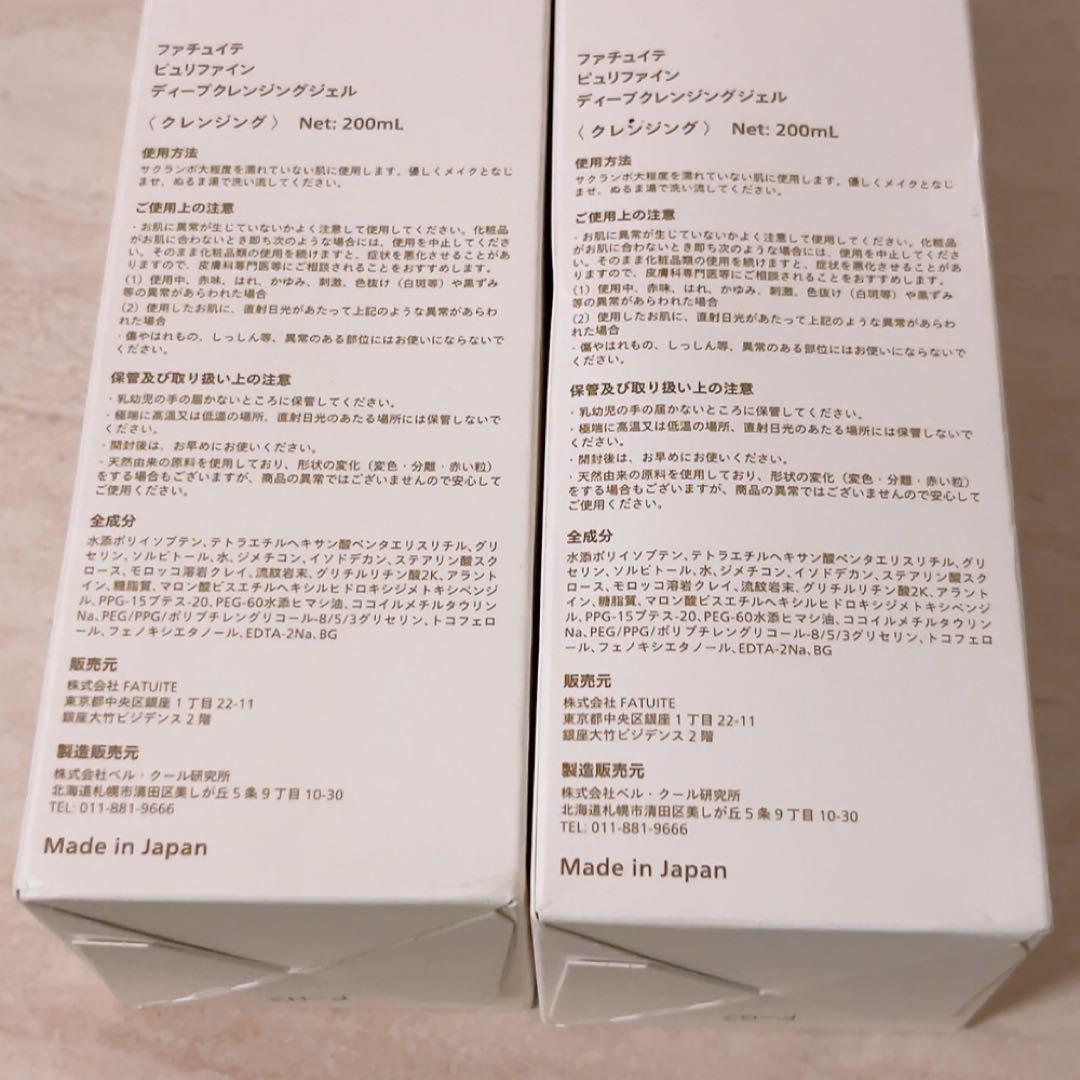 ファチュイテ
ピュリファイン
ディープクレンジングジェル
〈 クレンジング 〉 Net: 200mL
使用方法
サクランボ大程度を濡れていない肌に使用します。優しくメイクとなじ
ませ、ぬるま湯で洗い流してください。
ご使用上の注意
・お肌に異常が生じていないかよく注意して使用してください。化粧品
がお肌に合わないとき即ち次のような場合には、使用を中止してくださ
い。そのまま化粧品類の使用を続けますと、症状を悪化させることがあ
りますので、皮膚科専門医等にご相談されることをおすすめします。
（1）使用中、赤味、はれ、かゆみ、刺激、色抜け（白斑等）や黒ずみ
等の異常があらわれた場合
（2）使用したお肌に、直射日光があたって上記のような異常があらわ
れた場合
・傷やはれもの、しっしん等、異常のある部位にはお使いにならないで
ください。
保管及び取り扱い上の注意
・乳幼児の手の届かないところに保管してください。
・極端に高温又は低温の場所、直射日光のあたる場所には保管しないで
ください。
・開封後は、お早めにお使いください。
・天然由来の原料を使用しており、形状の変化（変色・分離・赤い粒）
をする場合もございますが、商品の異常ではございませんので安心して
ご使用ください。
全成分
水添ポリイソブテン、テトラエチルヘキサン酸ペンタエリスリチル、グリ
セリン、ソルビトール、水、ジメチコン、イソドデカン、ステアリン酸スク
ロース、モロッコ溶岩クレイ、流紋岩末、グリチルリチン酸2K、アラント
イン、糖脂質、マロン酸ビスエチルヘキシルヒドロキシジメトキシベンジ
ル、PPG-15ブテス-20、PEG-60水添ヒマシ油、ココイルメチルタウリン
Na、PEG/PPG/ポリブチレングリコール-8/5/3グリセリン、トコフェロ
ール、フェノキシエタノール、EDTA-2Na、BG
販売元
株式会社 FATUITE
東京都中央区銀座 1 丁目 22-11
銀座大竹ビジデンス 2 階
製造販売元
株式会社ベル・クール研究所
北海道札幌市清田区美しが丘 5 条 9 丁目 10-30
TEL: 011-881-9666
Made in Japan
ファチュイテ
ピュリファイン
ディープクレンジングジェル
〈 クレンジング 〉 Net: 200mL
使用方法
サクランボ大程度を濡れていない肌に使用します。優しくメイクとなじ
ませ、ぬるま湯で洗い流してください。
ご使用上の注意
・お肌に異常が生じていないかよく注意して使用してください。化粧品
がお肌に合わないとき即ち次のような場合には、使用を中止してくださ
い。そのまま化粧品類の使用を続けますと、症状を悪化させることがあ
りますので、皮膚科専門医等にご相談されることをおすすめします。
（1）使用中、赤味、はれ、かゆみ、刺激、色抜け（白斑等）や黒ずみ
等の異常があらわれた場合
（2）使用したお肌に、直射日光があたって上記のような異常があらわ
れた場合
・傷やはれもの、しっしん等、異常のある部位にはお使いにならないで
ください。
保管及び取り扱い上の注意
・乳幼児の手の届かないところに保管してください。
・極端に高温又は低温の場所、直射日光のあたる場所には保管しないで
ください。
・開封後は、お早めにお使いください。
・天然由来の原料を使用しており、形状の変化（変色・分離・赤い粒）
をする場合もございますが、商品の異常ではございませんので安心して
ご使用ください。
全成分
水添ポリイソブテン、テトラエチルヘキサン酸ペンタエリスリチル、グリ
セリン、ソルビトール、水、ジメチコン、イソドデカン、ステアリン酸スク
ロース、モロッコ溶岩クレイ、流紋岩末、グリチルリチン酸2K、アラント
イン、糖脂質、マロン酸ビスエチルヘキシルヒドロキシジメトキシベンジ
ル、PPG-15ブテス-20、PEG-60水添ヒマシ油、ココイルメチルタウリン
Na、PEG/PPG/ポリブチレングリコール-8/5/3グリセリン、トコフェロ
ール、フェノキシエタノール、EDTA-2Na、BG
販売元
株式会社 FATUITE
東京都中央区銀座 1 丁目 22-11
銀座大竹ビジデンス 2 階
製造販売元
株式会社ベル・クール研究所
北海道札幌市清田区美しが丘 5 条 9 丁目 10-30
TEL: 011-881-9666
Made in Japan